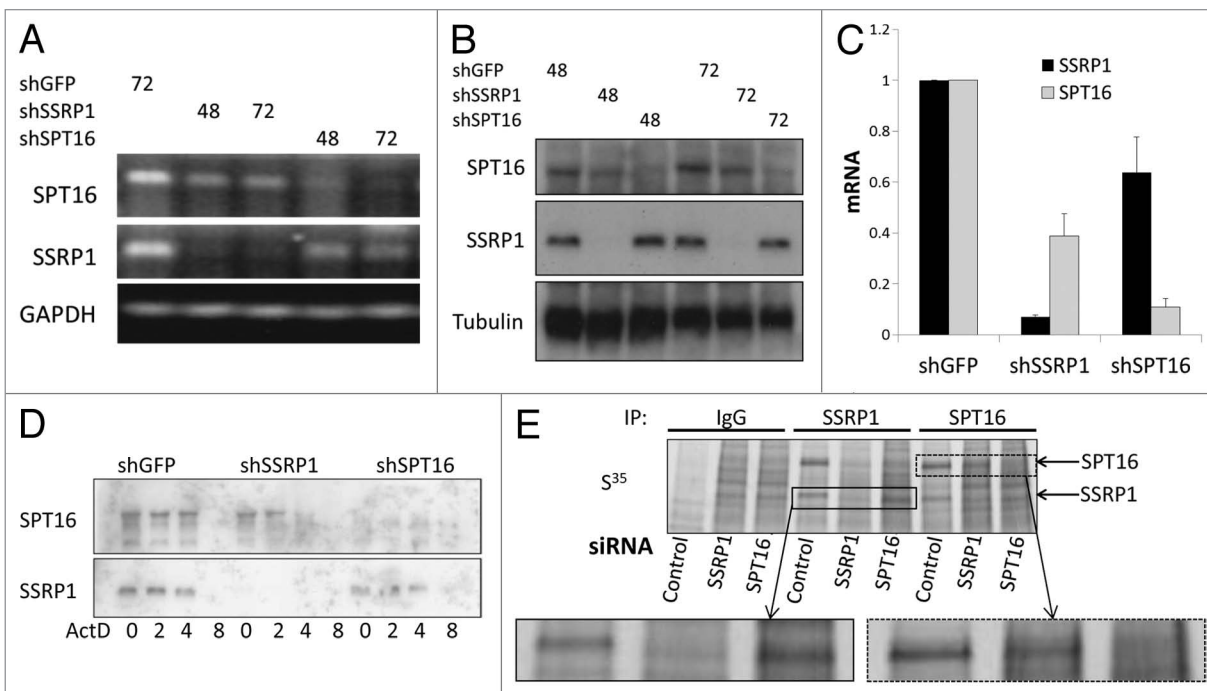 A
shGFP 72
shSSRP1 48 72
shSPT16 48 72
SPT16
SSRP1
GAPDH
B
shGFP 48 72
shSSRP1 48 72
shSPT16 48 72
SPT16
SSRP1
Tubulin
C
1.2
1
0.8
0.6
0.4
0.2
0
mRNA
SSRP1
SPT16
shGFP shSSRP1 shSPT16
D
shGFP shSSRP1 shSPT16
SPT16
SSRP1
ActD 0 2 4 8 0 2 4 8 0 2 4 8
E
IP: IgG SSRP1 SPT16
S³⁵
SPT16
SSRP1
siRNA Control SSRP1 SPT16 Control SSRP1 SPT16 Control SSRP1 SPT16